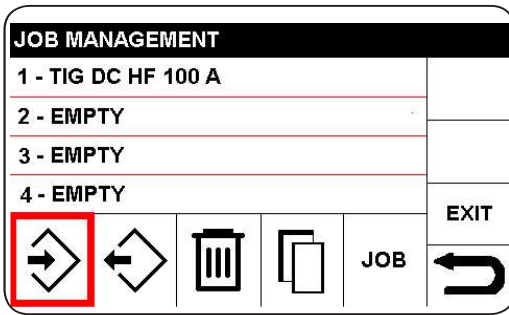 JOB MANAGEMENT
1 - TIG DC HF 100 A
2 - EMPTY
3 - EMPTY
4 - EMPTY
EXIT
JOB